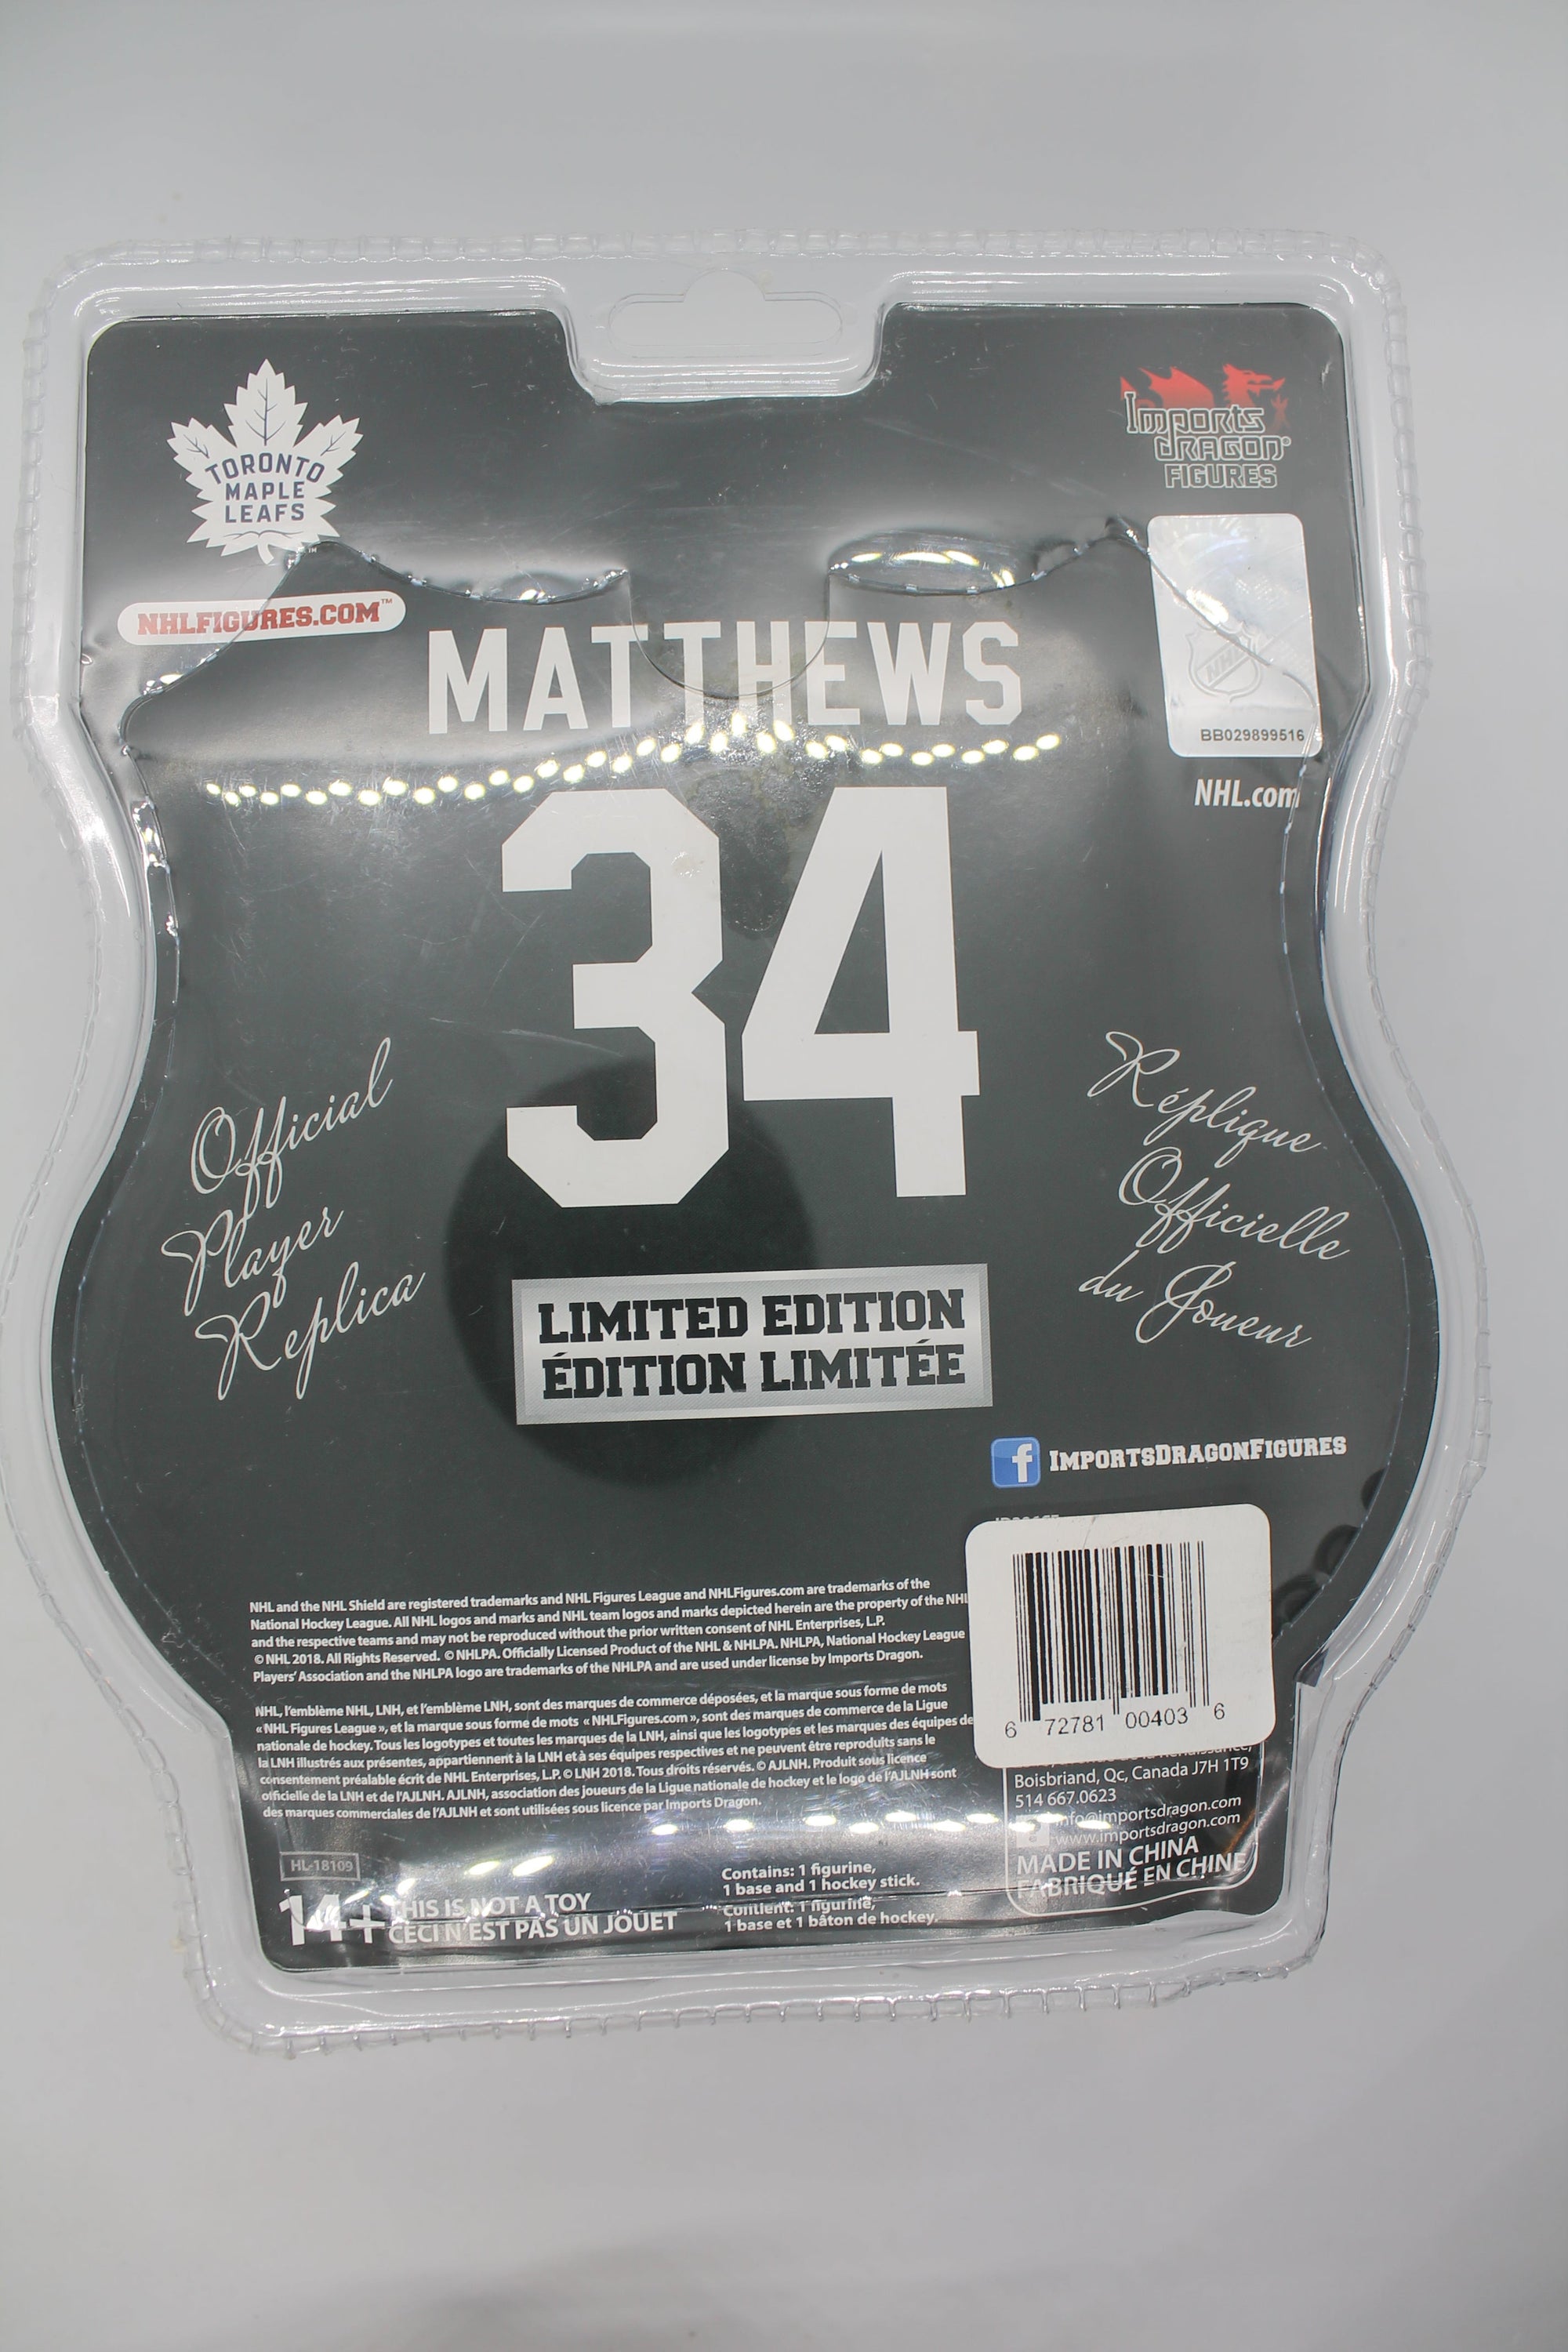 TORONTO
MAPLE
LEAFS
™
Imports
DRAGON®
FIGURES
NHLFIGURES.COM™
MATTHEWS
NHL
BB029899516
NHL.com
34
Official
Player
Replica
Réplique
Officielle
du Joueur
LIMITED EDITION
ÉDITION LIMITÉE
f IMPORTSDRAGONFIGURES
NHL and the NHL Shield are registered trademarks and NHL Figures League and NHLFigures.com are trademarks of the
National Hockey League. All NHL logos and marks and NHL team logos and marks depicted herein are the property of the NHL
and the respective teams and may not be reproduced without the prior written consent of NHL Enterprises, L.P.
© NHL 2018. All Rights Reserved. © NHLPA. Officially Licensed Product of the NHL & NHLPA. NHLPA, National Hockey League
Players' Association and the NHLPA logo are trademarks of the NHLPA and are used under license by Imports Dragon.
NHL, l'emblème NHL, LNH, et l'emblème LNH, sont des marques de commerce déposées, et la marque sous forme de mots
« NHL Figures League », et la marque sous forme de mots « NHLFigures.com », sont des marques de commerce de la Ligue
nationale de hockey. Tous les logotypes et toutes les marques de la LNH, ainsi que les logotypes et les marques des équipes de
la LNH illustrés aux présentes, appartiennent à la LNH et à ses équipes respectives et ne peuvent être reproduits sans le
consentement préalable écrit de NHL Enterprises, L.P. © LNH 2018. Tous droits réservés. © AJLNH. Produit sous licence
officielle de la LNH et de l'AJLNH. AJLNH, association des joueurs de la Ligue nationale de hockey et le logo de l'AJLNH sont
des marques commerciales de l'AJLNH et sont utilisées sous licence par Imports Dragon.
6 72781 00403 6
Boisbriand, Qc, Canada J7H 1T9
514 667.0623
info@importsdragon.com
www.importsdragon.com
MADE IN CHINA
FABRIQUÉ EN CHINE
HL-18109
14+ THIS IS NOT A TOY
CECI N'EST PAS UN JOUET
Contains: 1 figurine,
1 base and 1 hockey stick.
Contient: 1 figurine,
1 base et 1 bâton de hockey.